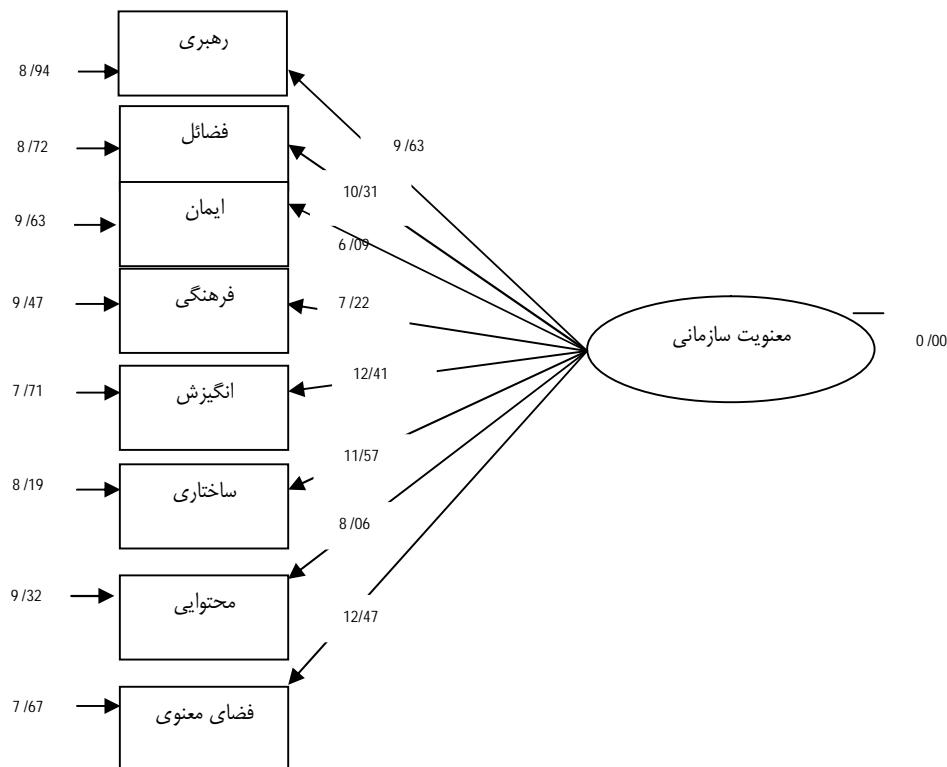 رهبری
8 /94
9 /63
فضائل
8 /72
10/31
ایمان
9 /63
6 /09
فرهنگی
9 /47
7 /22
معنویت سازمانی
0 /00
انگیزش
7 /71
12/41
ساختاری
8 /19
11/57
محتوایی
9 /32
8 /06
فضای معنوی
7 /67
12/47